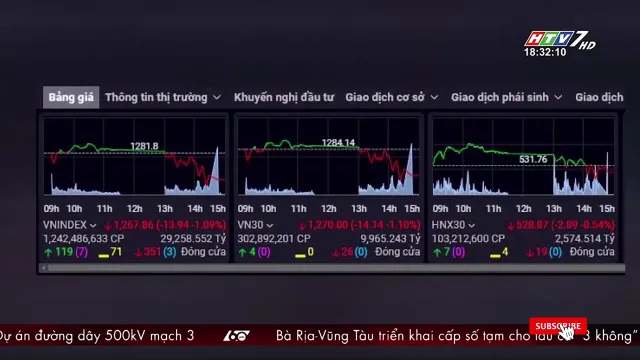 HTV7 HD
18:32:10
Bảng giá Thông tin thị trường Khuyến nghị đầu tư Giao dịch cơ sở Giao dịch phái sinh Giao dịch
1281.8
1284.14
531.76
09h 10h 11h 12h 13h 14h 15h
09h 10h 11h 12h 13h 14h 15h
09h 10h 11h 12h 13h 14h 15h
VNINDEX 1,267.86 (-13.94 -1.09%)
1,242,486,633 CP 29,258.552 Tỷ
119 (7) 71 351 (3) Đóng cửa
VN30 1,270.00 (-14.14 -1.10%)
302,892,201 CP 9,965.243 Tỷ
4 (0) 0 26 (0) Đóng cửa
HNX30 528.87 (-2.89 -0.54%)
103,212,600 CP 2,574.514 Tỷ
7 (0) 4 19 (0) Đóng cửa
SUBSCRIBE
Dự án đường dây 500kV mạch 3 60 Bà Rịa-Vũng Tàu triển khai cấp số tạm cho tàu cá "3 không"